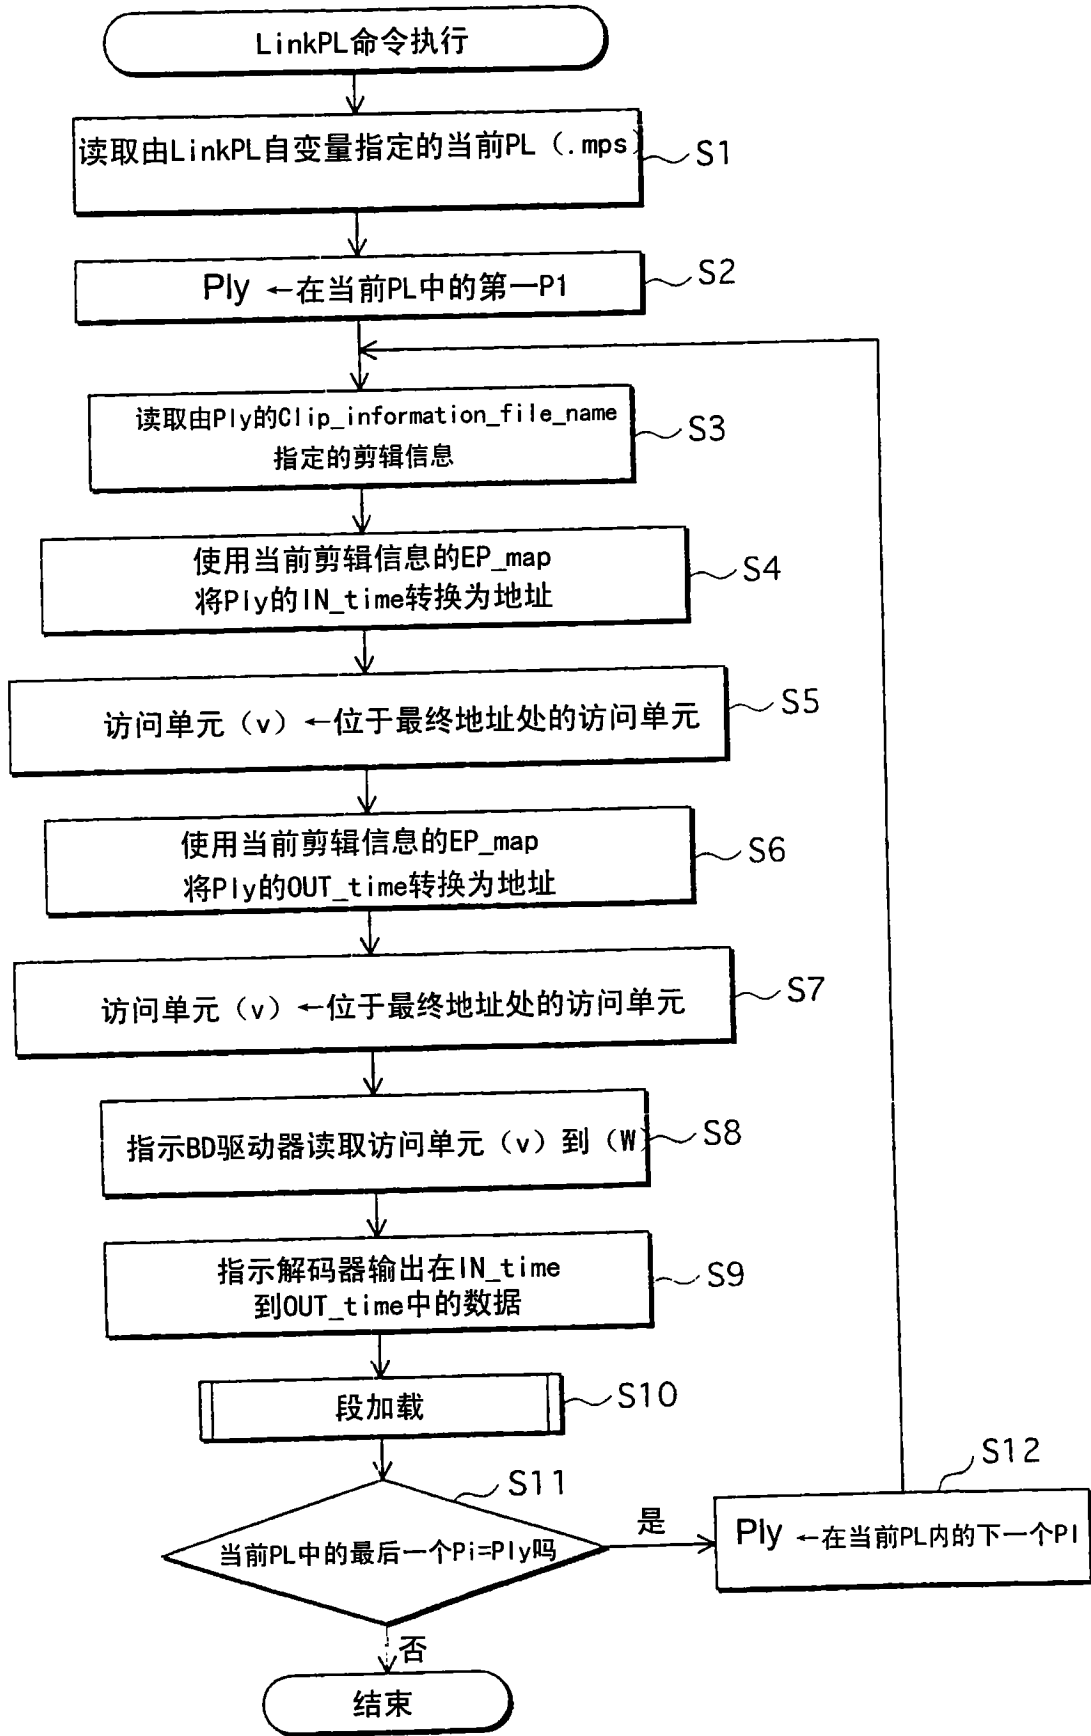 LinkPL命令执行
读取由LinkPL自变量指定的当前PL（.mps）
S1
Ply ←在当前PL中的第一P1
S2
读取由Ply的Clip_information_file_name
指定的剪辑信息
S3
使用当前剪辑信息的EP_map
将Ply的IN_time转换为地址
S4
访问单元（v）←位于最终地址处的访问单元
S5
使用当前剪辑信息的EP_map
将Ply的OUT_time转换为地址
S6
访问单元（v）←位于最终地址处的访问单元
S7
指示BD驱动器读取访问单元（v）到（W）
S8
指示解码器输出在IN_time
到OUT_time中的数据
S9
段加载
S10
S11
当前PL中的最后一个Pi=Ply吗
是
S12
Ply ←在当前PL内的下一个Pl
否
结束